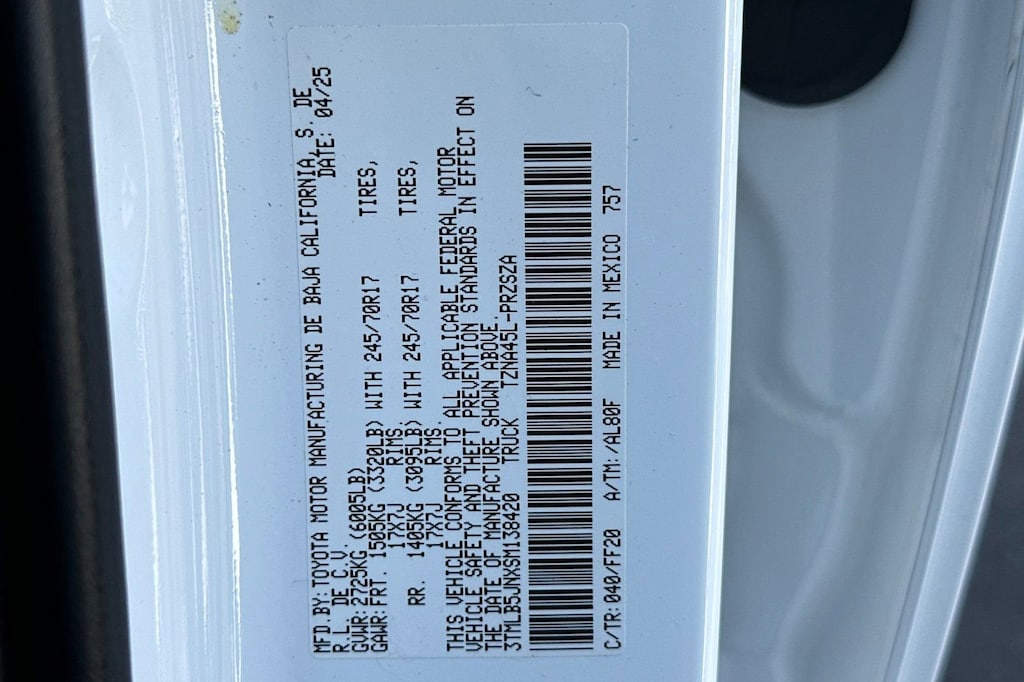 MFD.BY:TOYOTA MOTOR MANUFACTURING DE BAJA CALIFORNIA, S. DE
R.L. DE C.V. DATE: 04/25
GVWR:2725KG (6005LB)
GAWR:FRT. 1505KG (3320LB) WITH 245/70R17 TIRES,
17X7J RIMS,
RR. 1405KG (3095LB) WITH 245/70R17 TIRES,
17X7J RIMS.
THIS VEHICLE CONFORMS TO ALL APPLICABLE FEDERAL MOTOR
VEHICLE SAFETY AND THEFT PREVENTION STANDARDS IN EFFECT ON
THE DATE OF MANUFACTURE SHOWN ABOVE.
3TMLB5JNXSM138420 TRUCK TZNA45L-PRZSZA
C/TR:040/FF20 A/TM:/AL80F MADE IN MEXICO 757